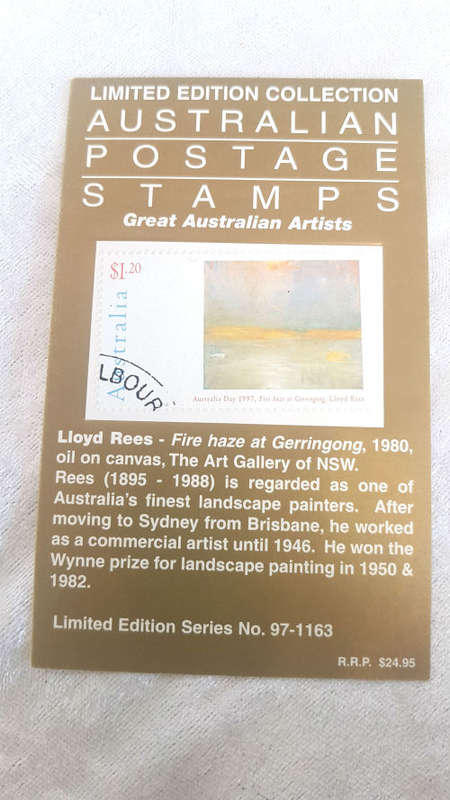 LIMITED EDITION COLLECTION
AUSTRALIAN
POSTAGE
STAMPS
Great Australian Artists
$1.20
Australia
LBOUR
Australia Day 1997, Fire haze at Gerringong, Lloyd Rees
Lloyd Rees - Fire haze at Gerringong, 1980,
oil on canvas, The Art Gallery of NSW.
Rees (1895 - 1988) is regarded as one of
Australia's finest landscape painters. After
moving to Sydney from Brisbane, he worked
as a commercial artist until 1946. He won the
Wynne prize for landscape painting in 1950 &
1982.
Limited Edition Series No. 97-1163
R.R.P. $24.95